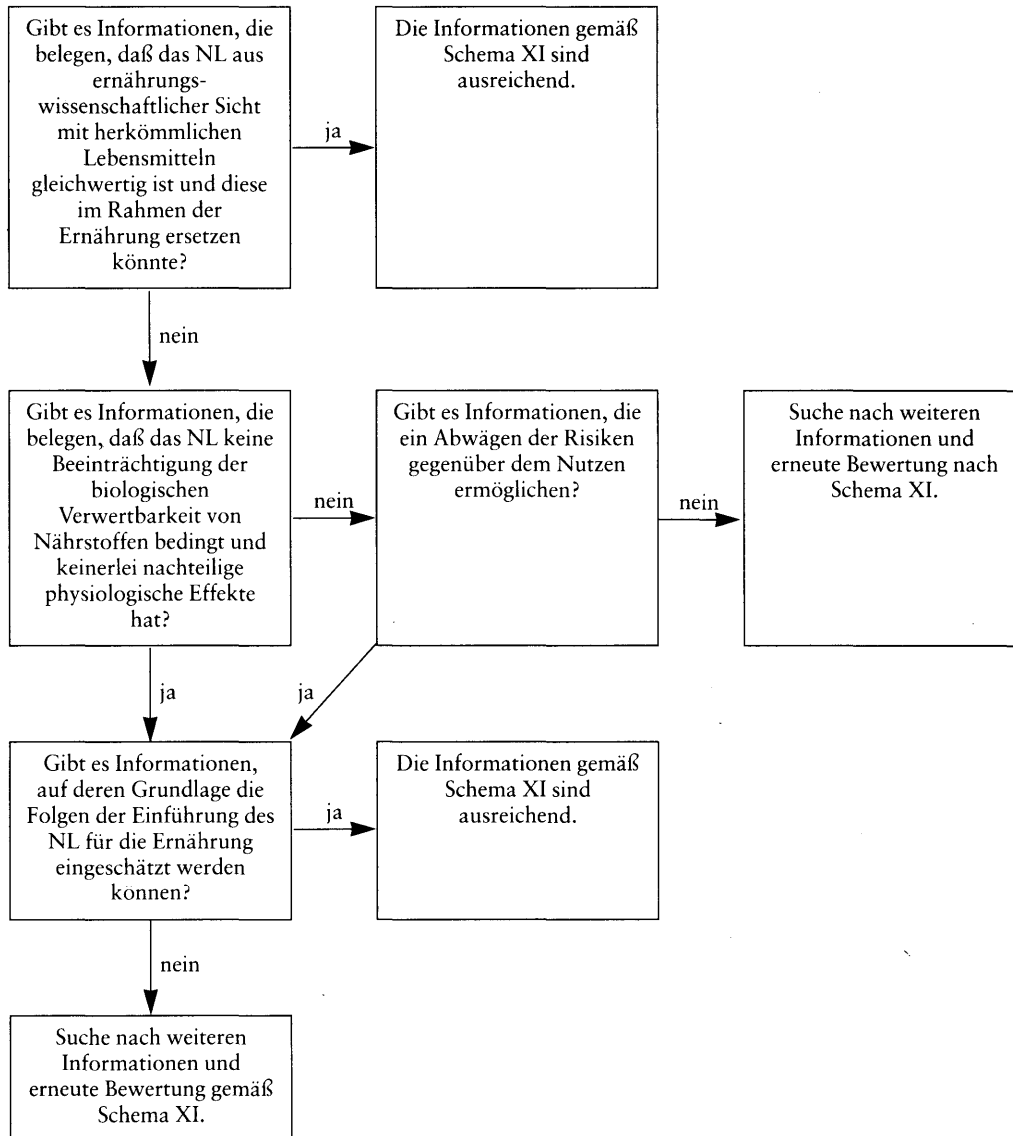 Gibt es Informationen, die
belegen, daß das NL aus
ernährungs-
wissenschaftlicher Sicht
mit herkömmlichen
Lebensmitteln
gleichwertig ist und diese
im Rahmen der
Ernährung ersetzen
könnte?
ja
Die Informationen gemäß
Schema XI sind
ausreichend.
nein
Gibt es Informationen, die
belegen, daß das NL keine
Beeinträchtigung der
biologischen
Verwertbarkeit von
Nährstoffen bedingt und
keinerlei nachteilige
physiologische Effekte
hat?
nein
Gibt es Informationen, die
ein Abwägen der Risiken
gegenüber dem Nutzen
ermöglichen?
nein
Suche nach weiteren
Informationen und
erneute Bewertung nach
Schema XI.
ja
ja
Gibt es Informationen,
auf deren Grundlage die
Folgen der Einführung des
NL für die Ernährung
eingeschätzt werden
können?
ja
Die Informationen gemäß
Schema XI sind
ausreichend.
nein
Suche nach weiteren
Informationen und
erneute Bewertung gemäß
Schema XI.